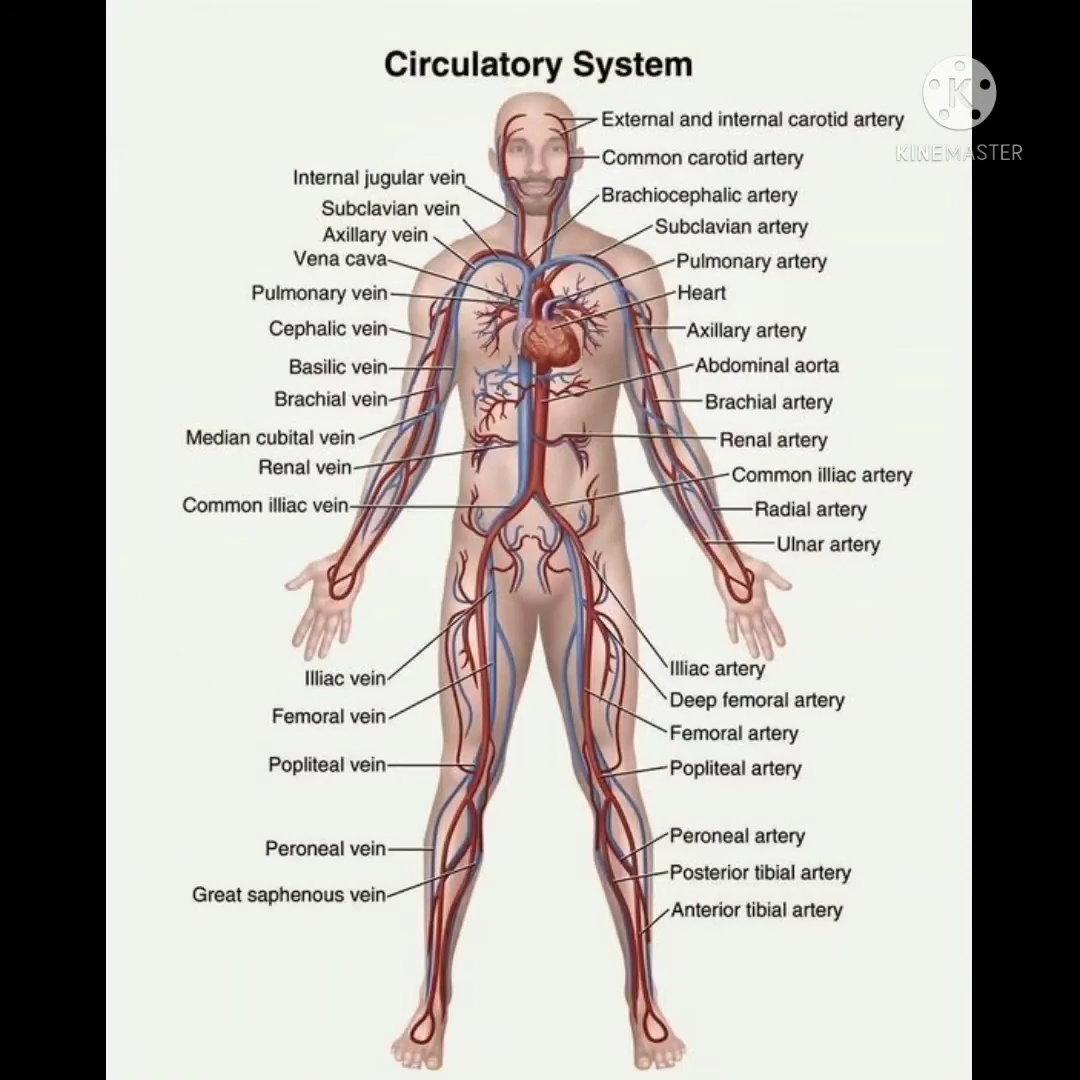 Circulatory System
K
KINEMASTER
External and internal carotid artery
Common carotid artery
Internal jugular vein
Brachiocephalic artery
Subclavian vein
Subclavian artery
Axillary vein
Vena cava
Pulmonary artery
Pulmonary vein
Heart
Cephalic vein
Axillary artery
Basilic vein
Abdominal aorta
Brachial vein
Brachial artery
Median cubital vein
Renal artery
Renal vein
Common illiac artery
Common illiac vein
Radial artery
Ulnar artery
Illiac vein
Illiac artery
Deep femoral artery
Femoral vein
Femoral artery
Popliteal vein
Popliteal artery
Peroneal artery
Peroneal vein
Posterior tibial artery
Great saphenous vein
Anterior tibial artery